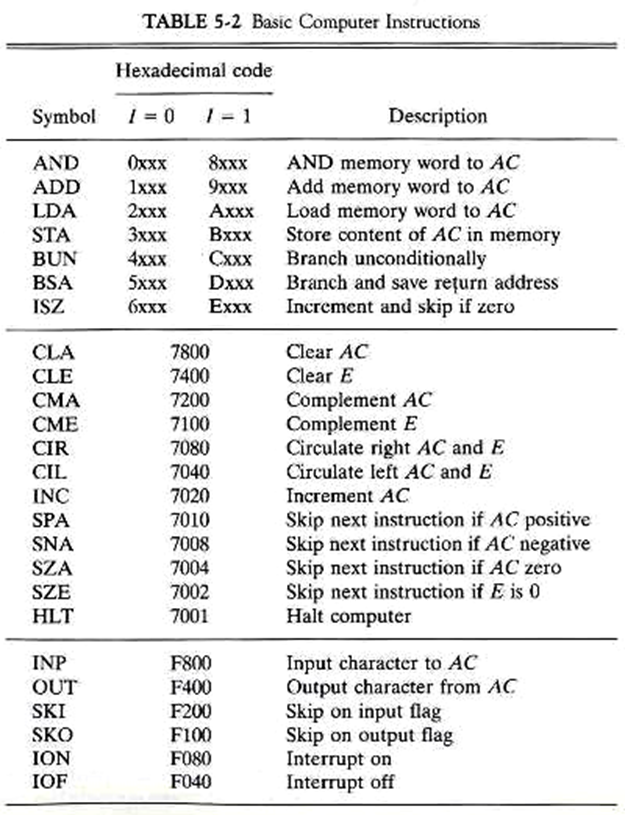 TABLE 5-2 Basic Computer Instructions
Hexadecimal code
Symbol I = 0 I = 1 Description
AND 0xxx 8xxx AND memory word to AC
ADD 1xxx 9xxx Add memory word to AC
LDA 2xxx Axxx Load memory word to AC
STA 3xxx Bxxx Store content of AC in memory
BUN 4xxx Cxxx Branch unconditionally
BSA 5xxx Dxxx Branch and save return address
ISZ 6xxx Exxx Increment and skip if zero
CLA 7800 Clear AC
CLE 7400 Clear E
CMA 7200 Complement AC
CME 7100 Complement E
CIR 7080 Circulate right AC and E
CIL 7040 Circulate left AC and E
INC 7020 Increment AC
SPA 7010 Skip next instruction if AC positive
SNA 7008 Skip next instruction if AC negative
SZA 7004 Skip next instruction if AC zero
SZE 7002 Skip next instruction if E is 0
HLT 7001 Halt computer
INP F800 Input character to AC
OUT F400 Output character from AC
SKI F200 Skip on input flag
SKO F100 Skip on output flag
ION F080 Interrupt on
IOF F040 Interrupt off